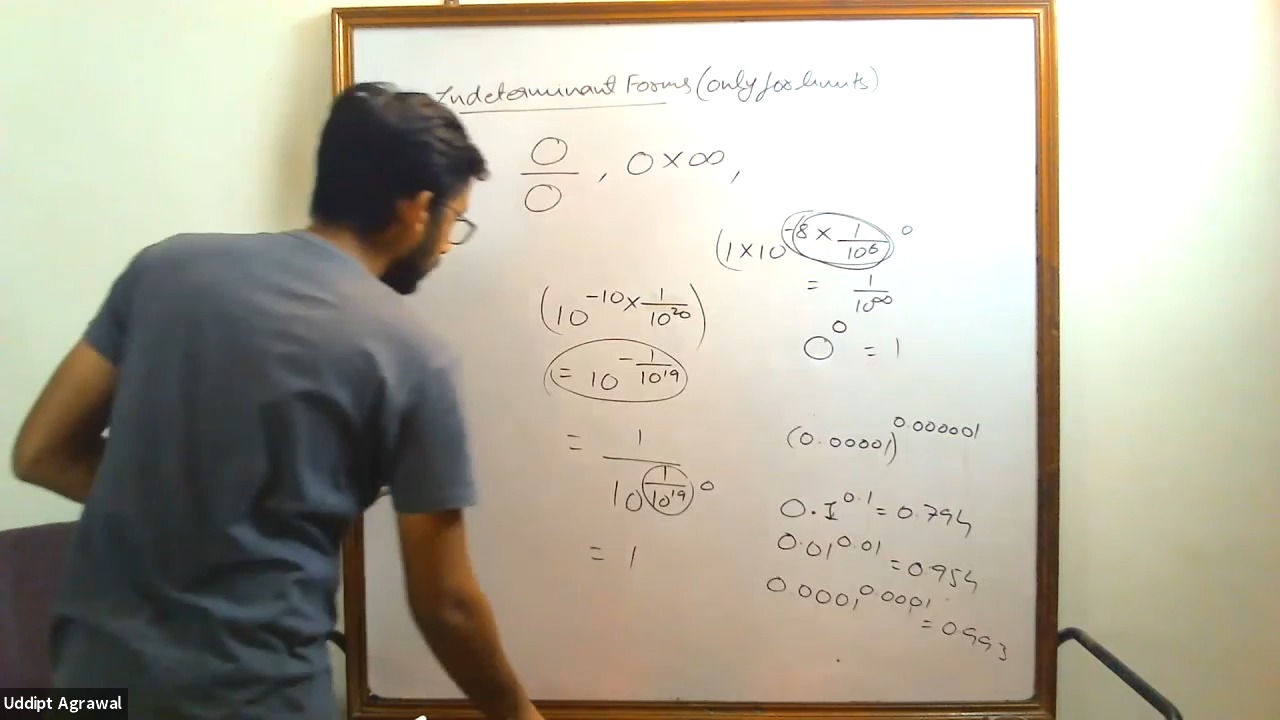 Indeterminant Forms (only for limits)
0/0 , 0 × ∞ ,
(1×10^-8 × 1/10^6 0
= 1/10^∞
0^0 = 1
(10^-10 × 1/10^20)
= 10^-1/10^19
= 1/10^1/10^19 0
= 1
(0.00001)^0.000001
0.1^0.1 = 0.794
0.01^0.01 = 0.954
0.0001^0.0001 = 0.993
Uddipt Agrawal